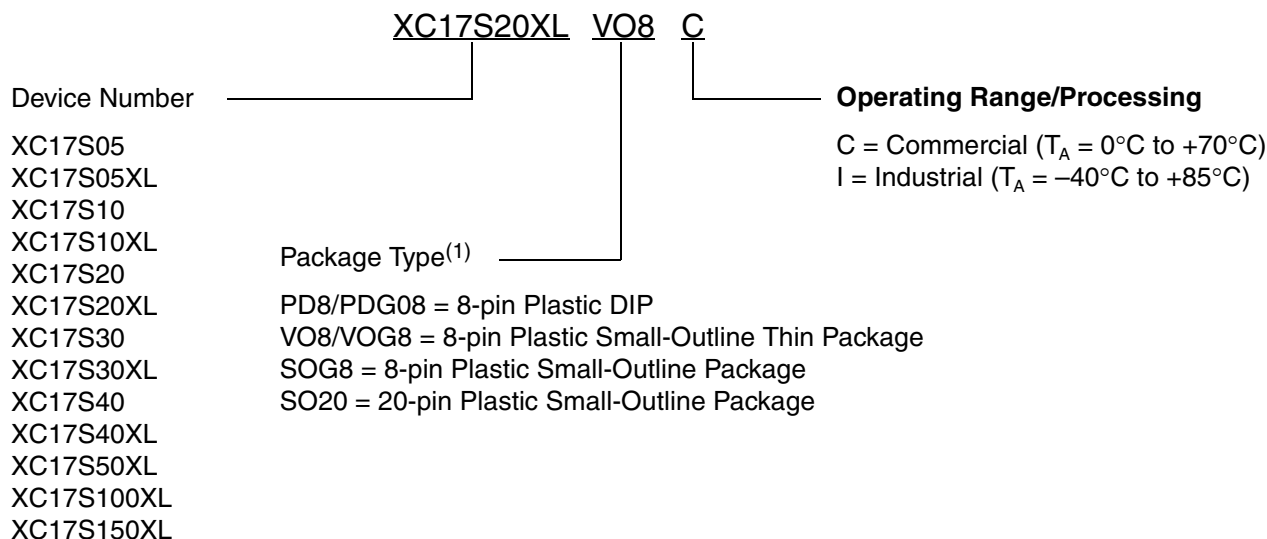 XC17S20XL VO8 C
Device Number
XC17S05
XC17S05XL
XC17S10
XC17S10XL
XC17S20
XC17S20XL
XC17S30
XC17S30XL
XC17S40
XC17S40XL
XC17S50XL
XC17S100XL
XC17S150XL
Package Type(1)
PD8/PDG08 = 8-pin Plastic DIP
VO8/VOG8 = 8-pin Plastic Small-Outline Thin Package
SOG8 = 8-pin Plastic Small-Outline Package
SO20 = 20-pin Plastic Small-Outline Package
Operating Range/Processing
C = Commercial (TA = 0°C to +70°C)
I = Industrial (TA = –40°C to +85°C)